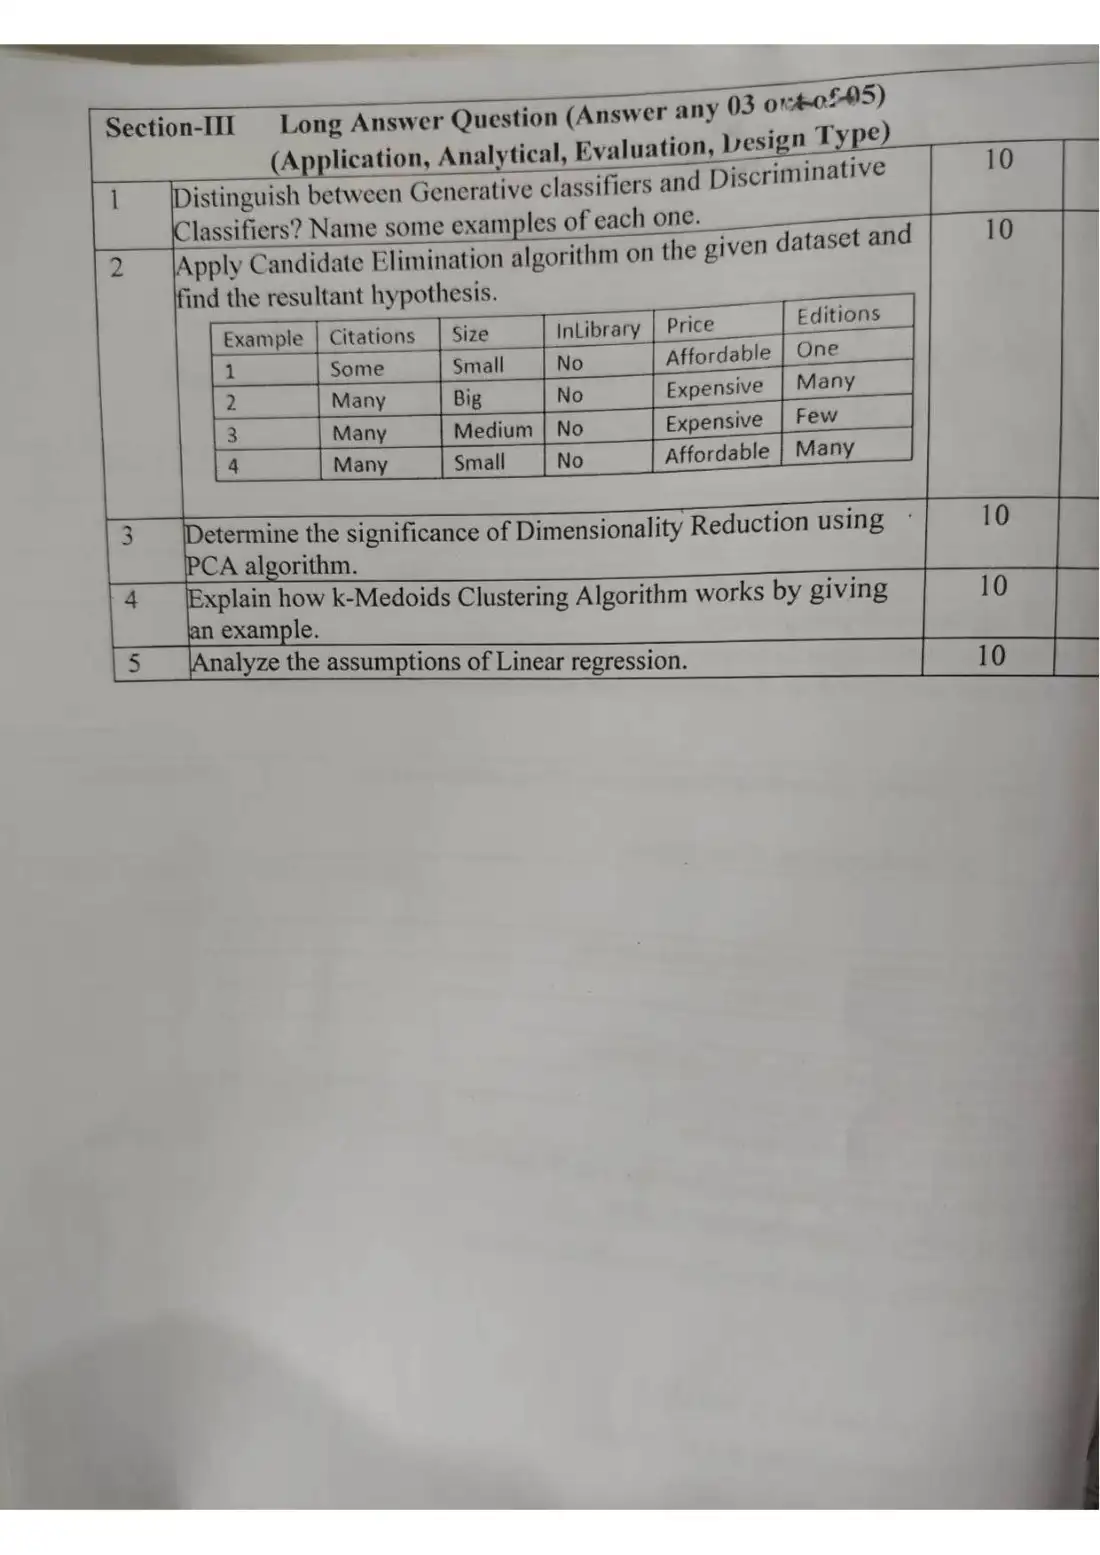 Section-III Long Answer Question (Answer any 03 out of 05)
(Application, Analytical, Evaluation, Design Type)
1 Distinguish between Generative classifiers and Discriminative 10
Classifiers? Name some examples of each one.
2 Apply Candidate Elimination algorithm on the given dataset and 10
find the resultant hypothesis.
Example Citations Size InLibrary Price Editions
1 Some Small No Affordable One
2 Many Big No Expensive Many
3 Many Medium No Expensive Few
4 Many Small No Affordable Many
3 Determine the significance of Dimensionality Reduction using 10
PCA algorithm.
4 Explain how k-Medoids Clustering Algorithm works by giving 10
an example.
5 Analyze the assumptions of Linear regression. 10